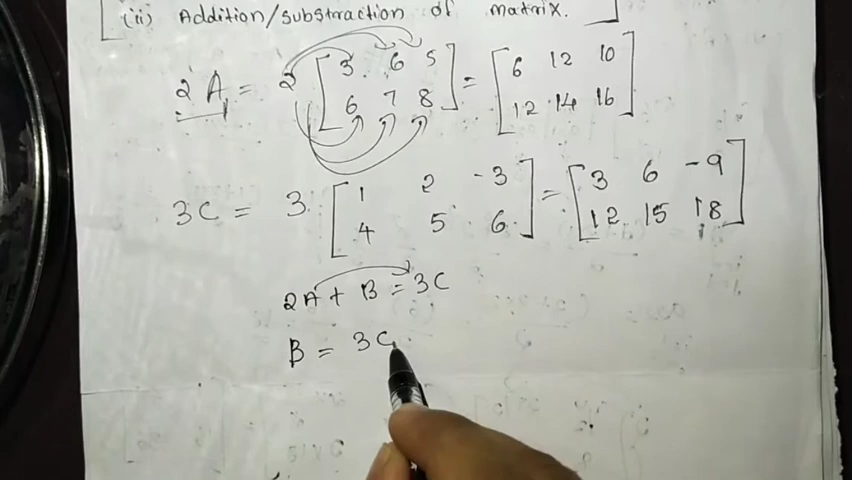 (ii) Addition/substraction of matrix.
2A = 2 [3 6 5
6 7 8] = [6 12 10
12 14 16]
3C = 3. [1 2 -3
4 5 6] = [3 6 -9
12 15 18]
2A + B = 3C
B = 3C